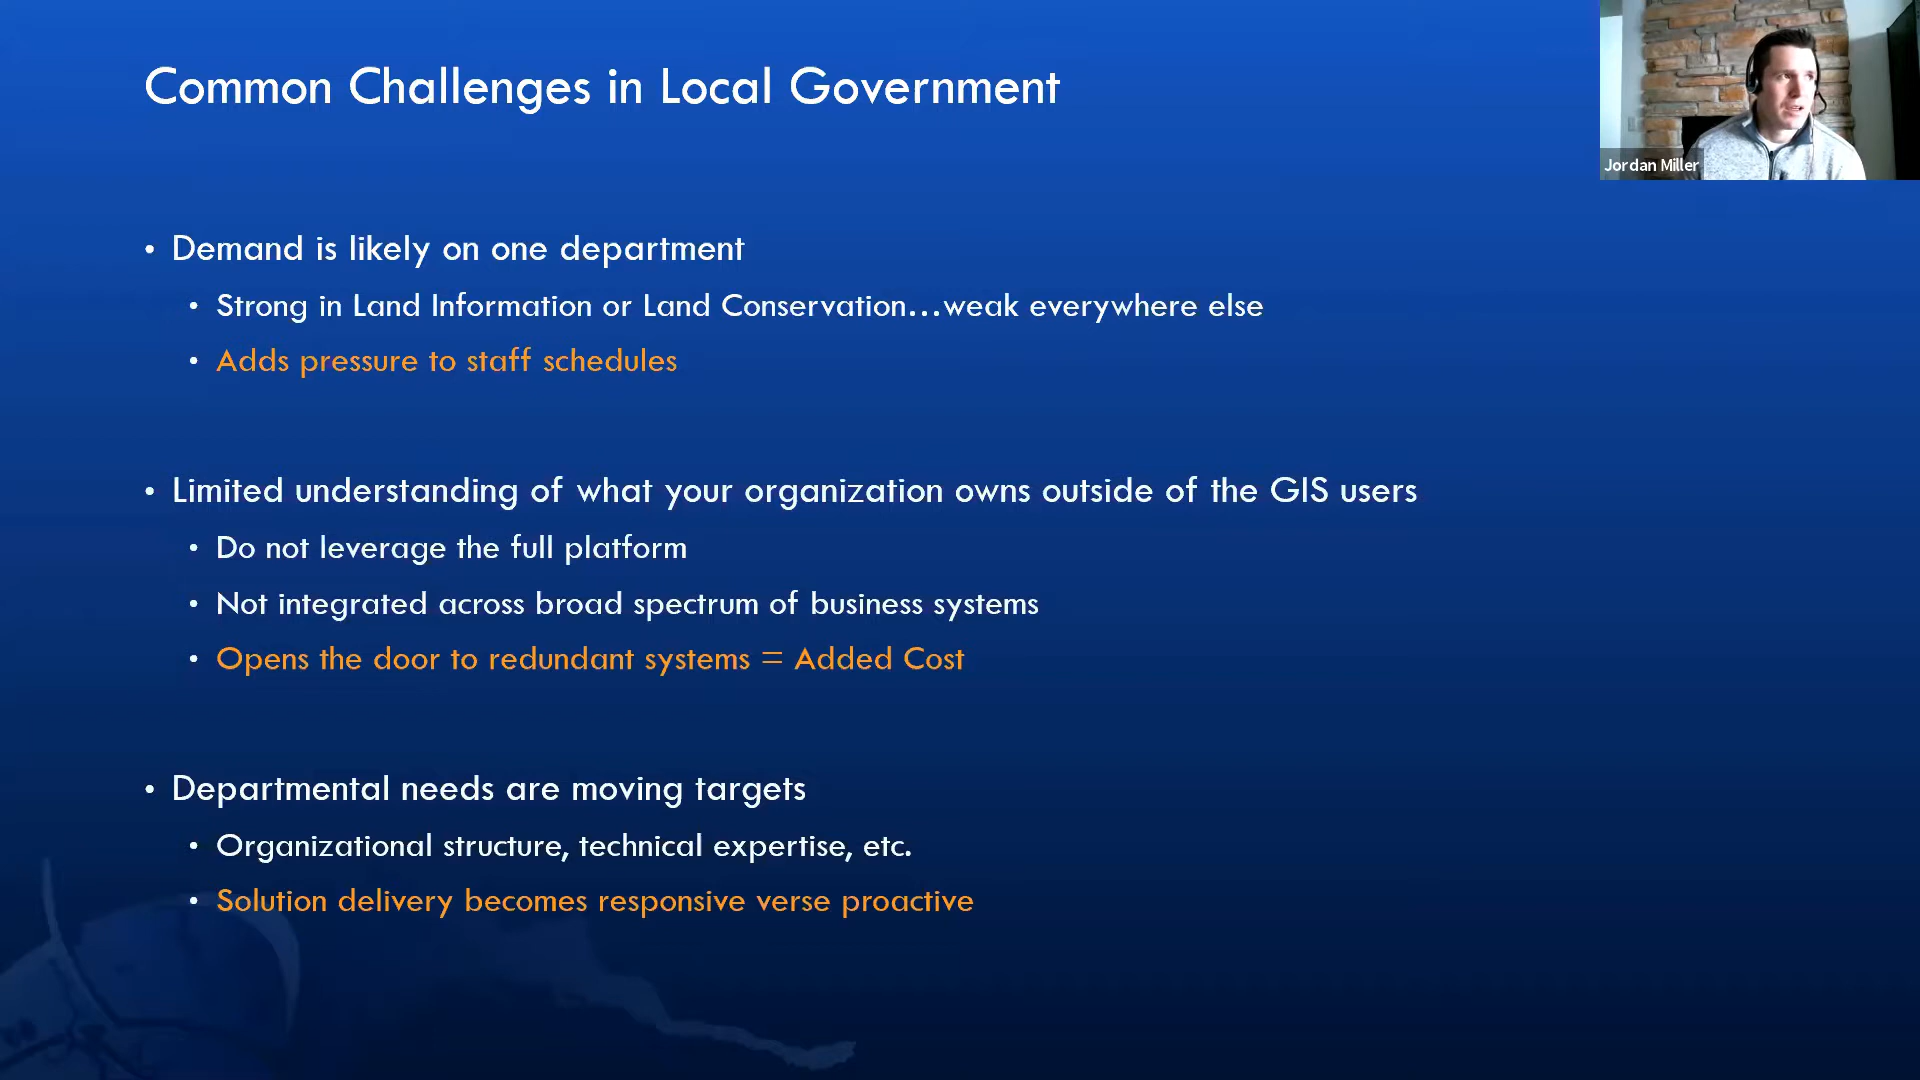 Common Challenges in Local Government
Jordan Miller
• Demand is likely on one department
• Strong in Land Information or Land Conservation...weak everywhere else
• Adds pressure to staff schedules
• Limited understanding of what your organization owns outside of the GIS users
• Do not leverage the full platform
• Not integrated across broad spectrum of business systems
• Opens the door to redundant systems = Added Cost
• Departmental needs are moving targets
• Organizational structure, technical expertise, etc.
• Solution delivery becomes responsive verse proactive